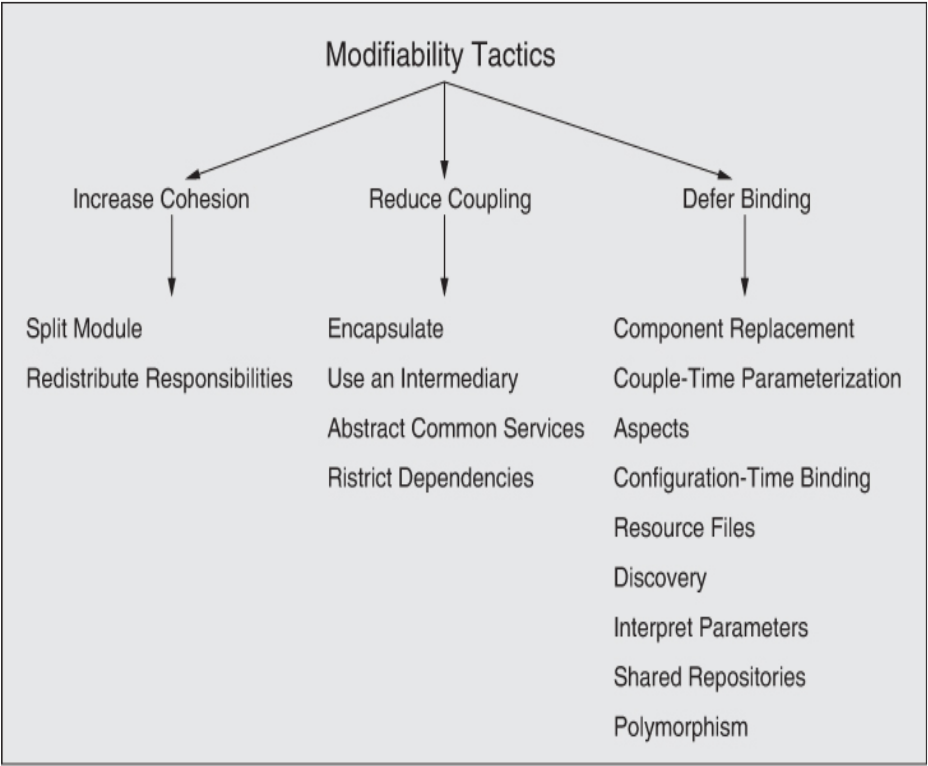 Modifiability Tactics
Increase Cohesion
Reduce Coupling
Defer Binding
Split Module
Redistribute Responsibilities
Encapsulate
Use an Intermediary
Abstract Common Services
Ristrict Dependencies
Component Replacement
Couple-Time Parameterization
Aspects
Configuration-Time Binding
Resource Files
Discovery
Interpret Parameters
Shared Repositories
Polymorphism